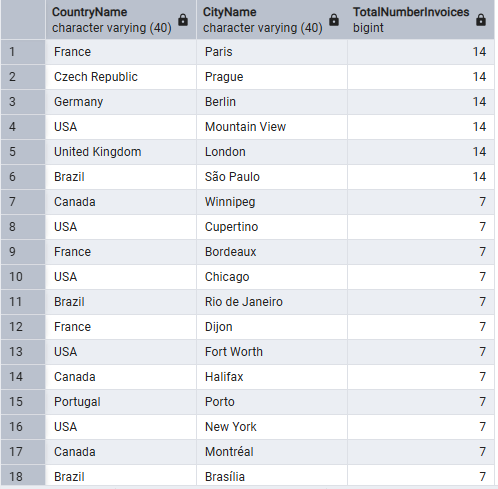 CountryName CityName TotalNumberInvoices
character varying (40) character varying (40) bigint
1 France Paris 14
2 Czech Republic Prague 14
3 Germany Berlin 14
4 USA Mountain View 14
5 United Kingdom London 14
6 Brazil São Paulo 14
7 Canada Winnipeg 7
8 USA Cupertino 7
9 France Bordeaux 7
10 USA Chicago 7
11 Brazil Rio de Janeiro 7
12 France Dijon 7
13 USA Fort Worth 7
14 Canada Halifax 7
15 Portugal Porto 7
16 USA New York 7
17 Canada Montréal 7
18 Brazil Brasília 7